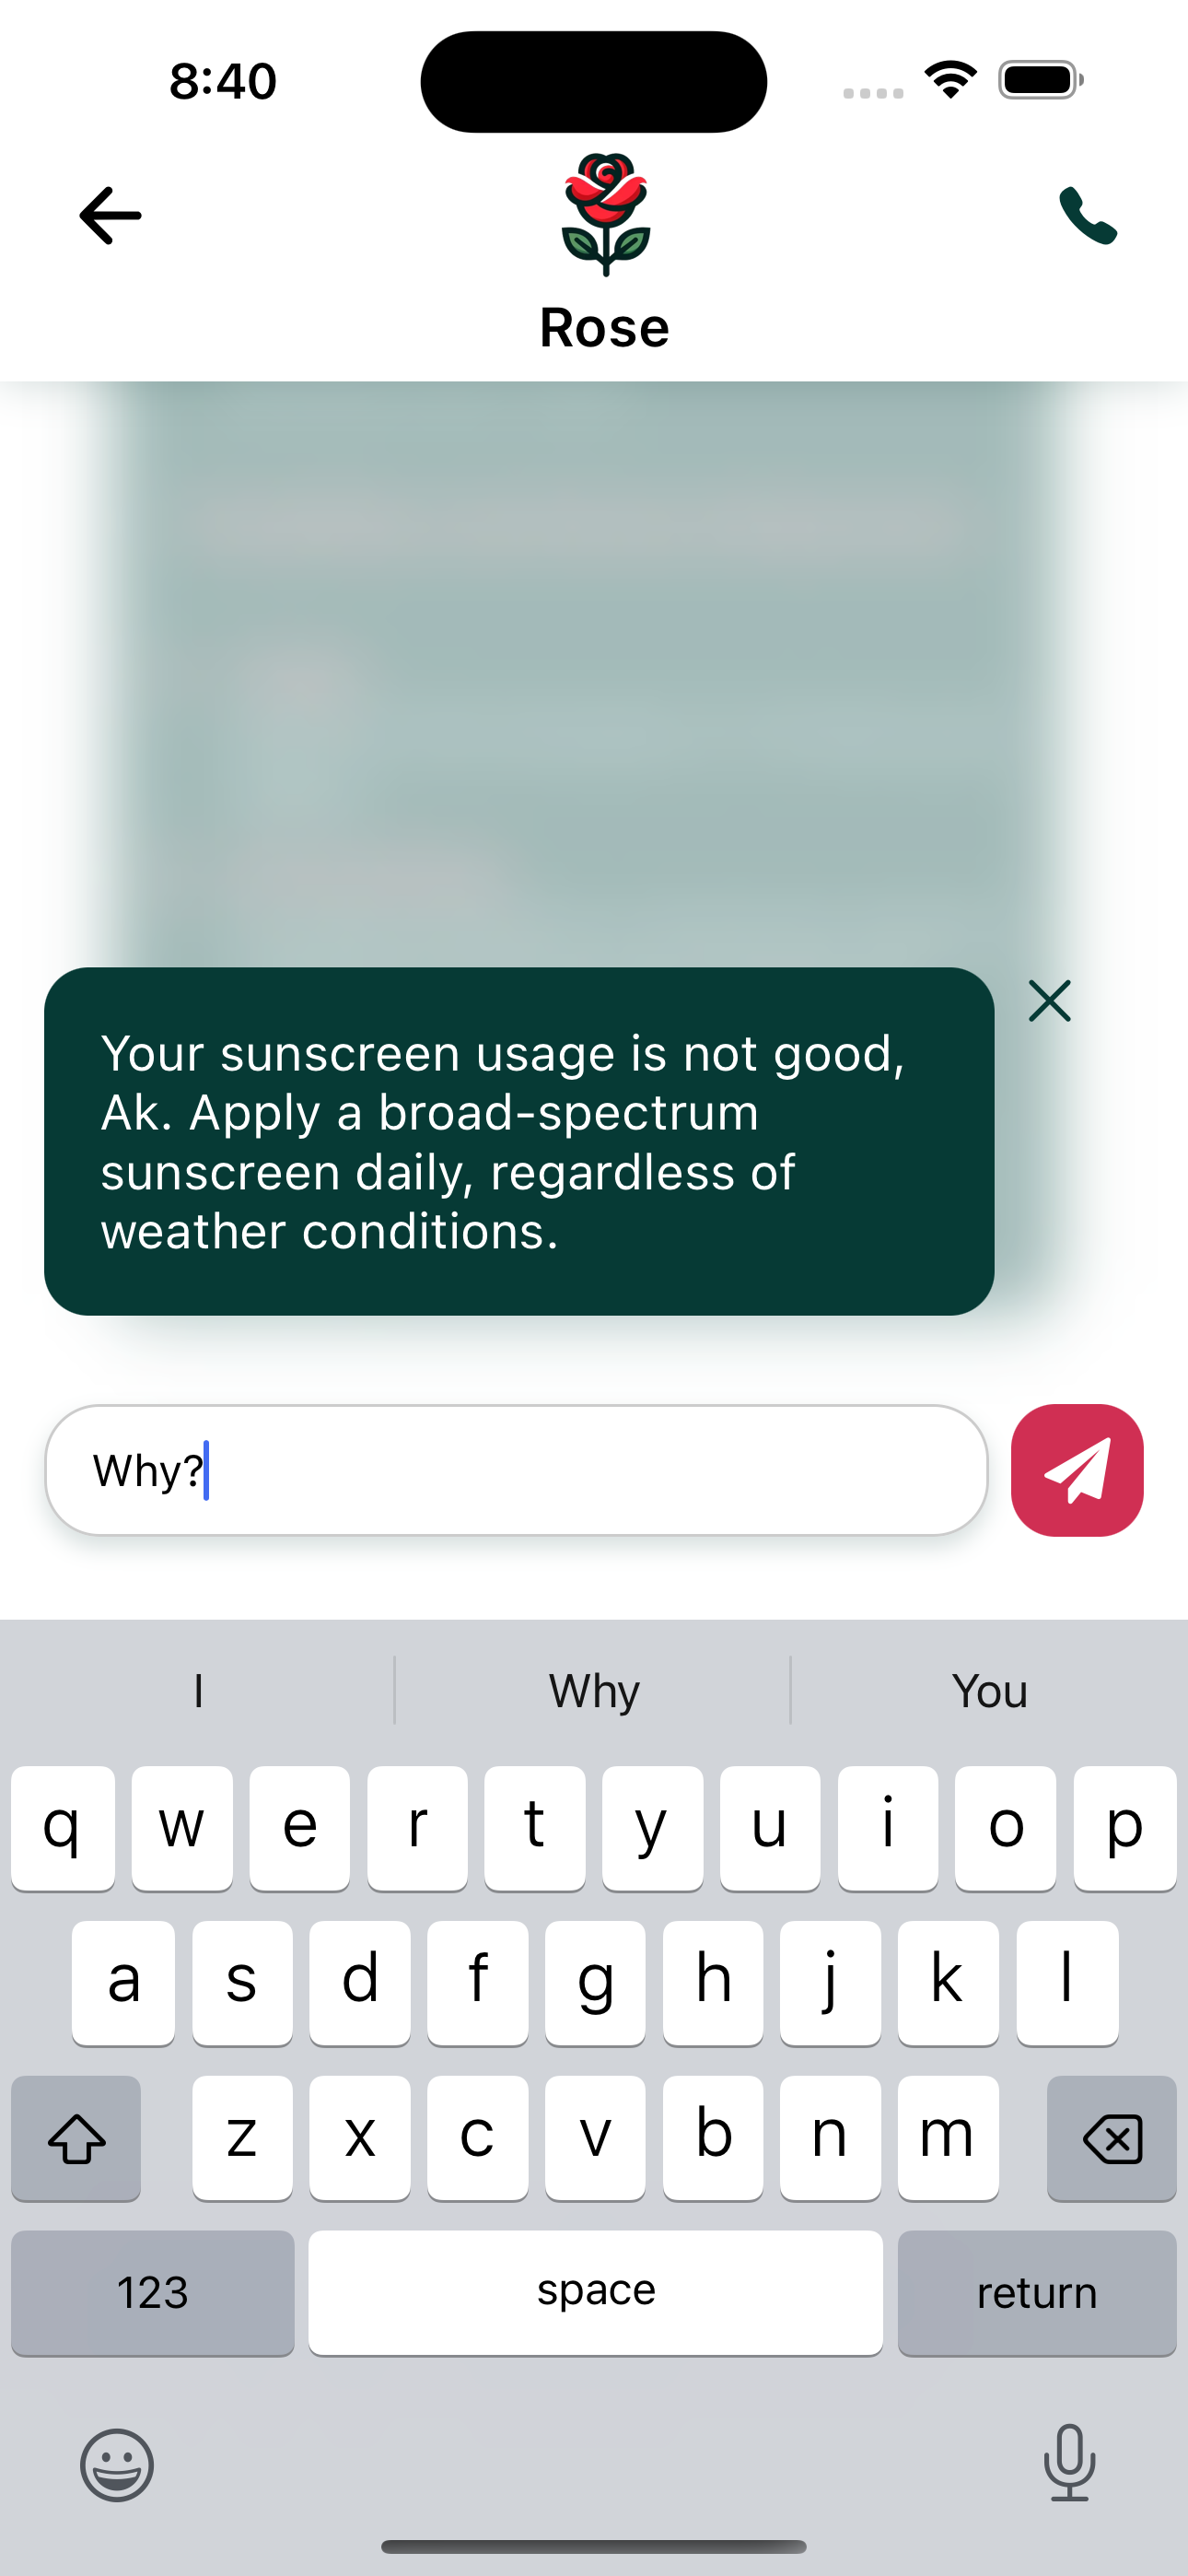 8:40
Rose
Your sunscreen usage is not good,
Ak. Apply a broad-spectrum
sunscreen daily, regardless of
weather conditions.
Why?
I Why You
q w e r t y u i o p
a s d f g h j k l
z x c v b n m
123 space return